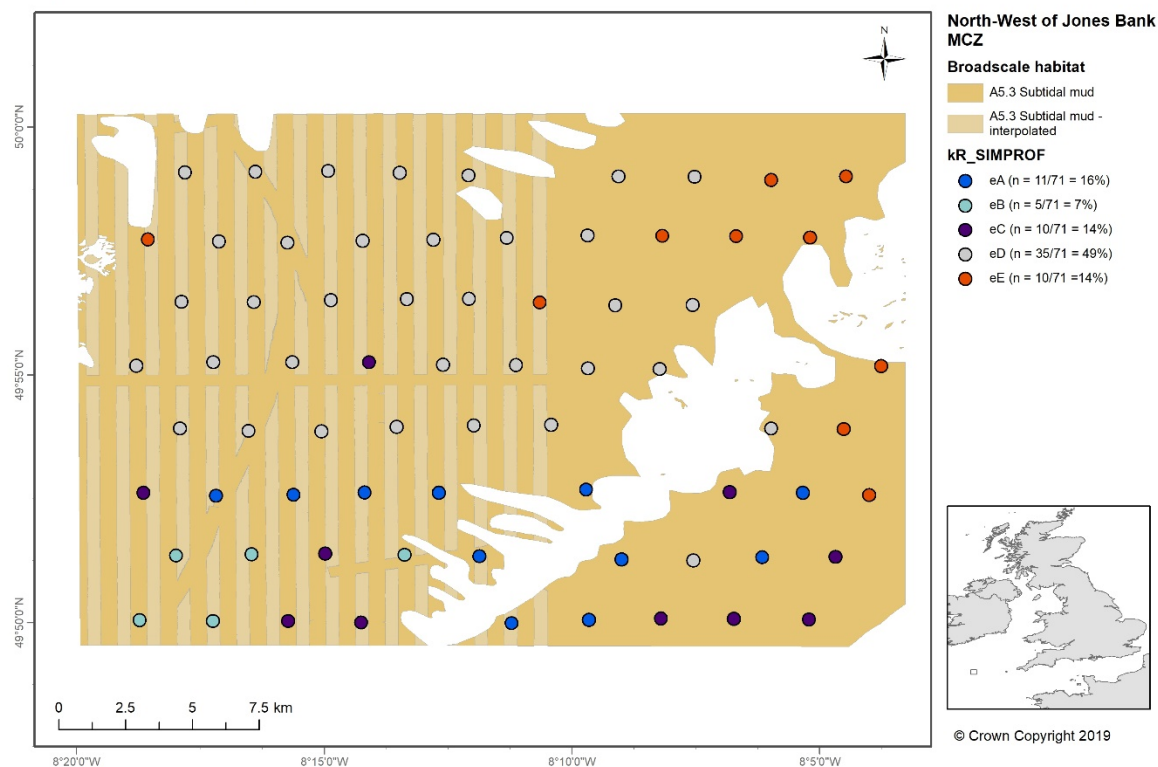 North-West of Jones Bank
MCZ
Broadscale habitat
A5.3 Subtidal mud
A5.3 Subtidal mud -
interpolated
kR_SIMPROF
eA (n = 11/71 = 16%)
eB (n = 5/71 = 7%)
eC (n = 10/71 = 14%)
eD (n = 35/71 = 49%)
eE (n = 10/71 =14%)
N
50°0'0"N
49°55'0"N
49°50'0"N
0 2.5 5 7.5 km
8°20'0"W 8°15'0"W 8°10'0"W 8°5'0"W
© Crown Copyright 2019